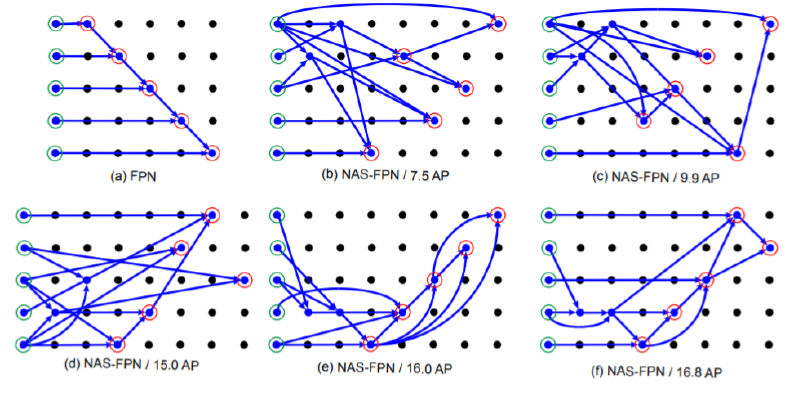 (a) FPN
(b) NAS-FPN / 7.5 AP
(c) NAS-FPN / 9.9 AP
(d) NAS-FPN / 15.0 AP
(e) NAS-FPN / 16.0 AP
(f) NAS-FPN / 16.8 AP